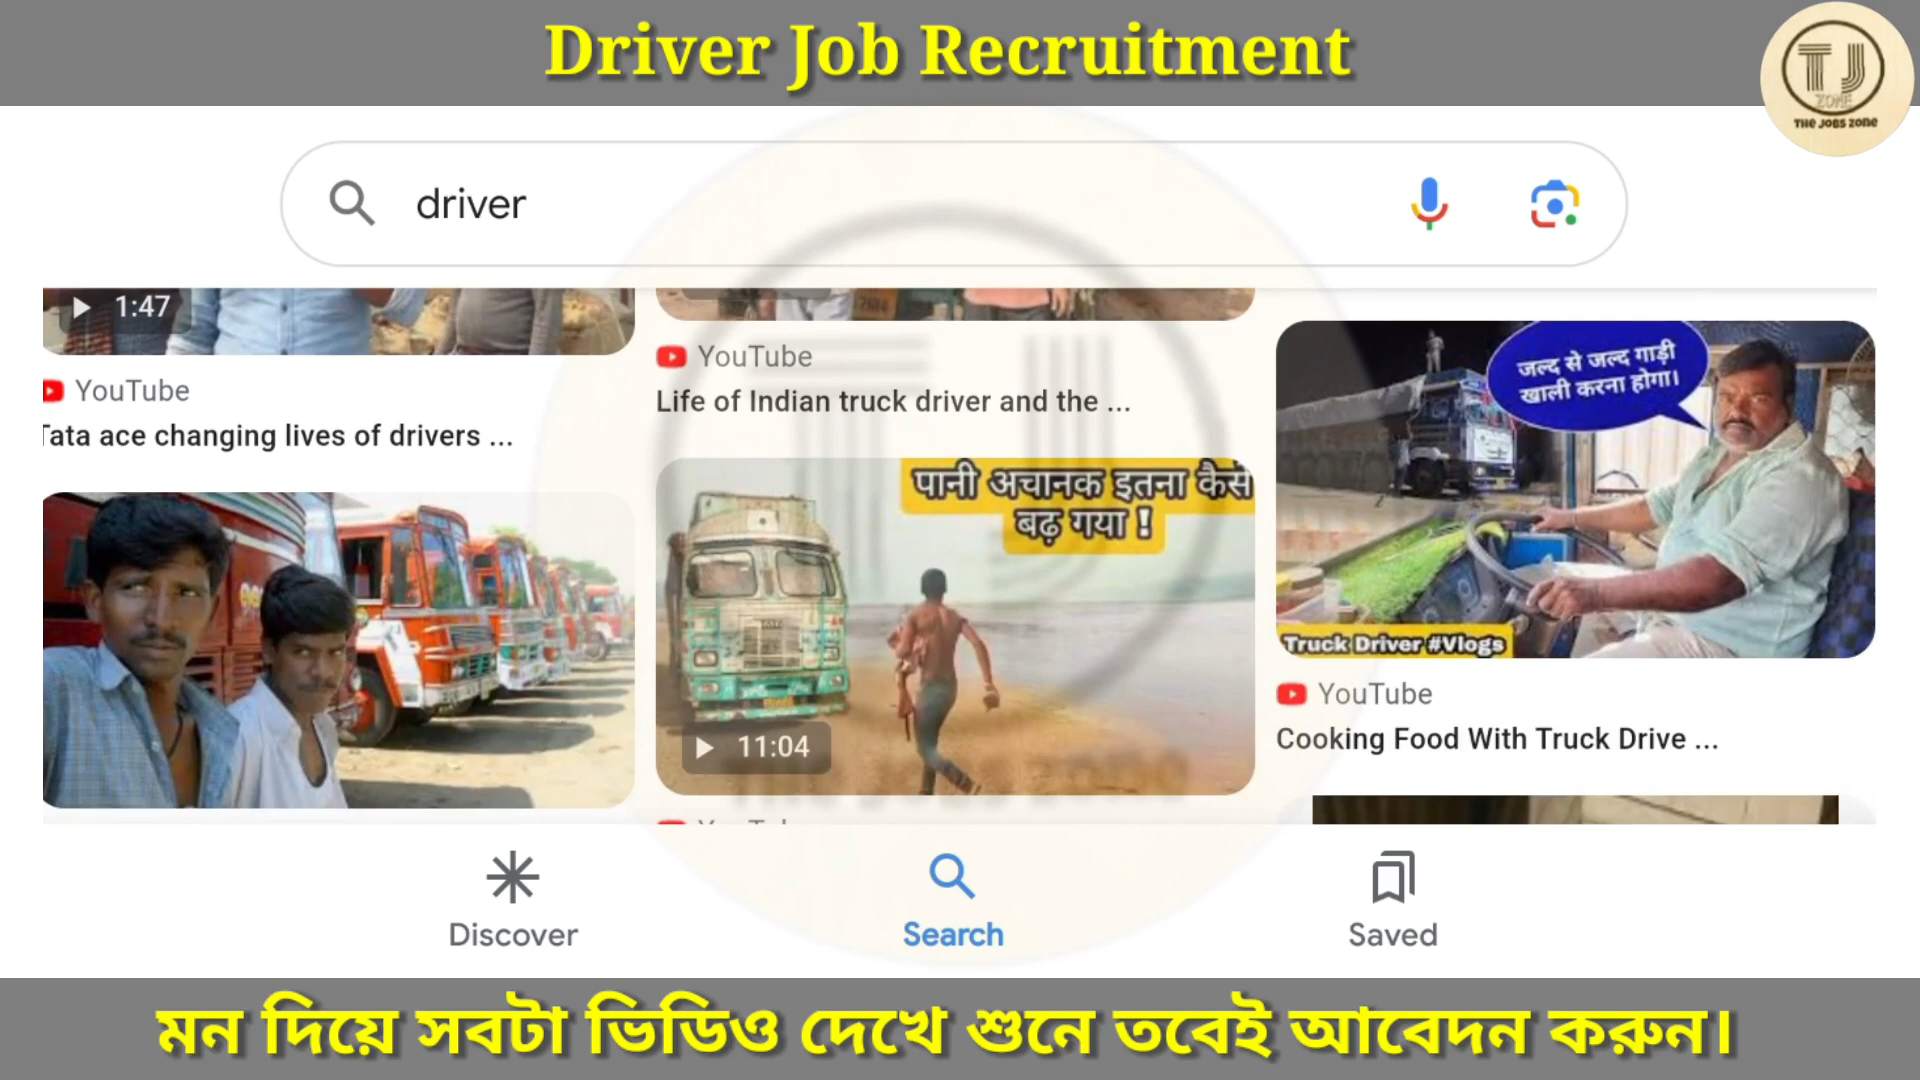 Driver Job Recruitment
TJ
ZONE
THE JOBS ZONE
driver
1:47
YouTube
Tata ace changing lives of drivers ...
YouTube
Life of Indian truck driver and the ...
पानी अचानक इतना कैसे
बढ़ गया !
11:04
जल्द से जल्द गाड़ी
खाली करना होगा।
Truck Driver #Vlogs
YouTube
Cooking Food With Truck Drive ...
Discover
Search
Saved
মন দিয়ে সবটা ভিডিও দেখে শুনে তবেই আবেদন করুন।